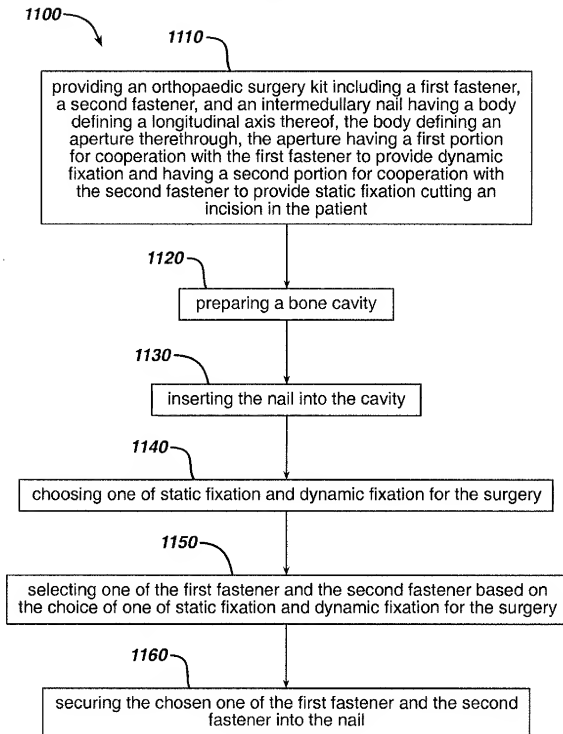 1100
1110
providing an orthopaedic surgery kit including a first fastener,
a second fastener, and an intermedullary nail having a body
defining a longitudinal axis thereof, the body defining an
aperture therethrough, the aperture having a first portion
for cooperation with the first fastener to provide dynamic
fixation and having a second portion for cooperation with
the second fastener to provide static fixation cutting an
incision in the patient
1120
preparing a bone cavity
1130
inserting the nail into the cavity
1140
choosing one of static fixation and dynamic fixation for the surgery
1150
selecting one of the first fastener and the second fastener based on
the choice of one of static fixation and dynamic fixation for the surgery
1160
securing the chosen one of the first fastener and the second
fastener into the nail